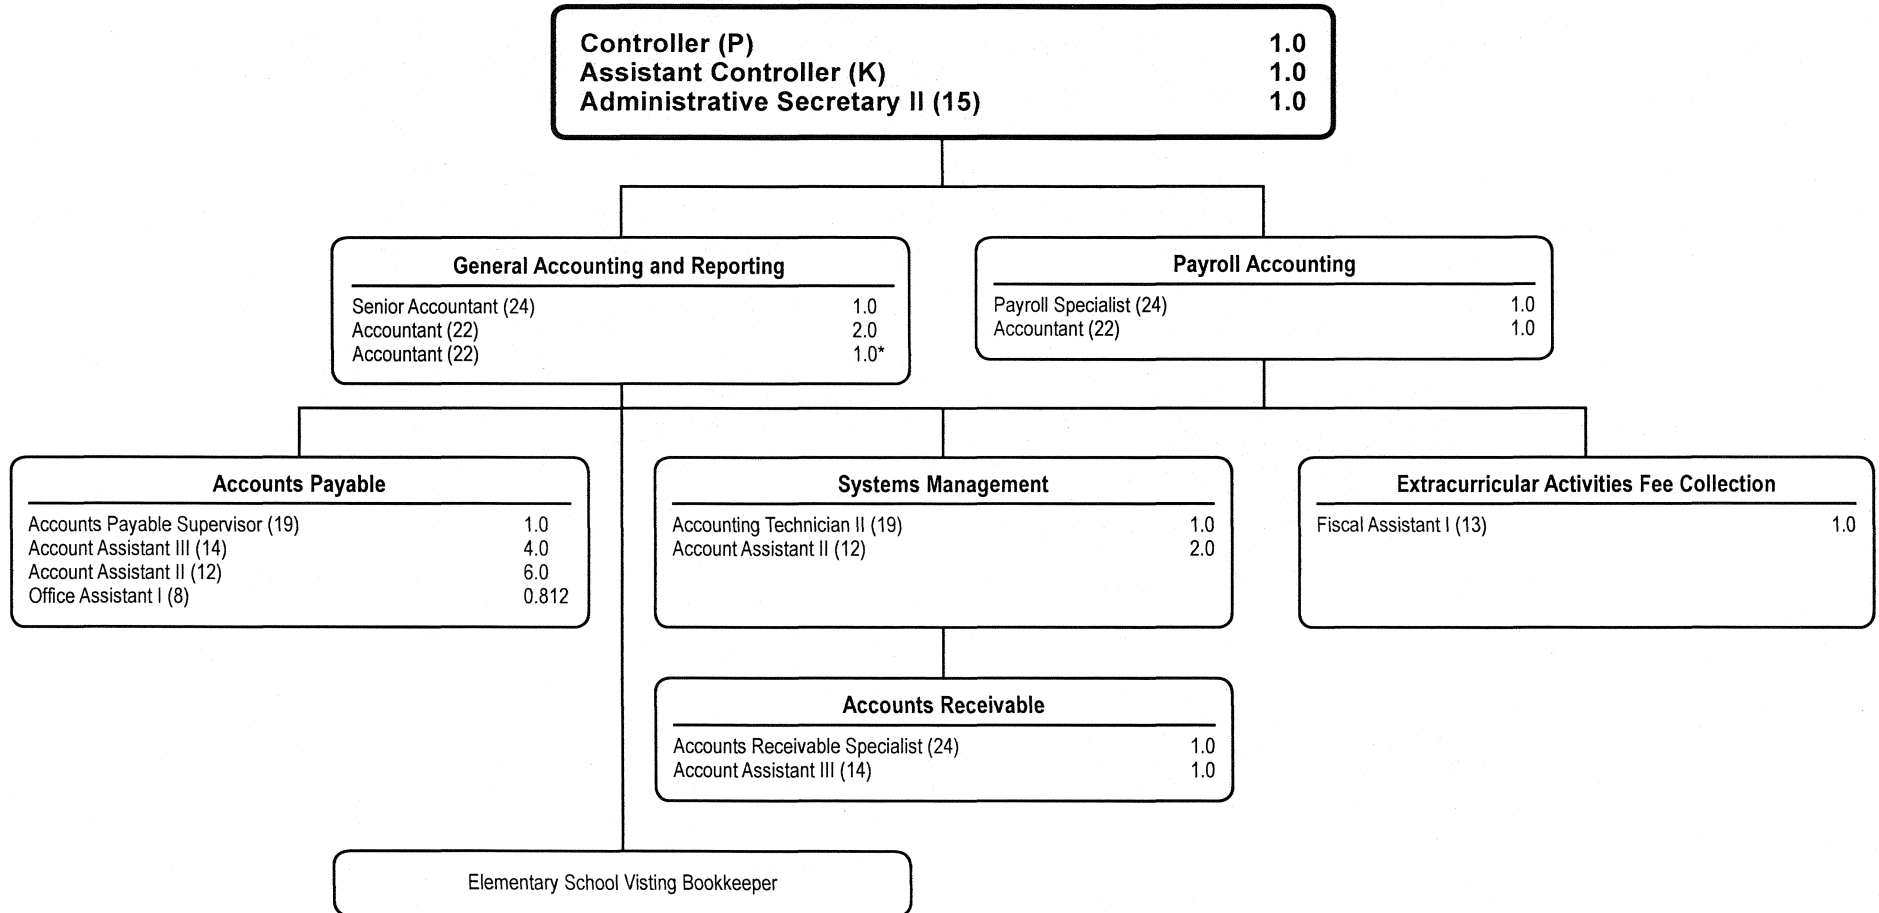 Controller (P) 1.0
Assistant Controller (K) 1.0
Administrative Secretary II (15) 1.0
General Accounting and Reporting
Senior Accountant (24) 1.0
Accountant (22) 2.0
Accountant (22) 1.0*
Payroll Accounting
Payroll Specialist (24) 1.0
Accountant (22) 1.0
Accounts Payable
Accounts Payable Supervisor (19) 1.0
Account Assistant III (14) 4.0
Account Assistant II (12) 6.0
Office Assistant I (8) 0.812
Systems Management
Accounting Technician II (19) 1.0
Account Assistant II (12) 2.0
Extracurricular Activities Fee Collection
Fiscal Assistant I (13) 1.0
Accounts Receivable
Accounts Receivable Specialist (24) 1.0
Account Assistant III (14) 1.0
Elementary School Visting Bookkeeper